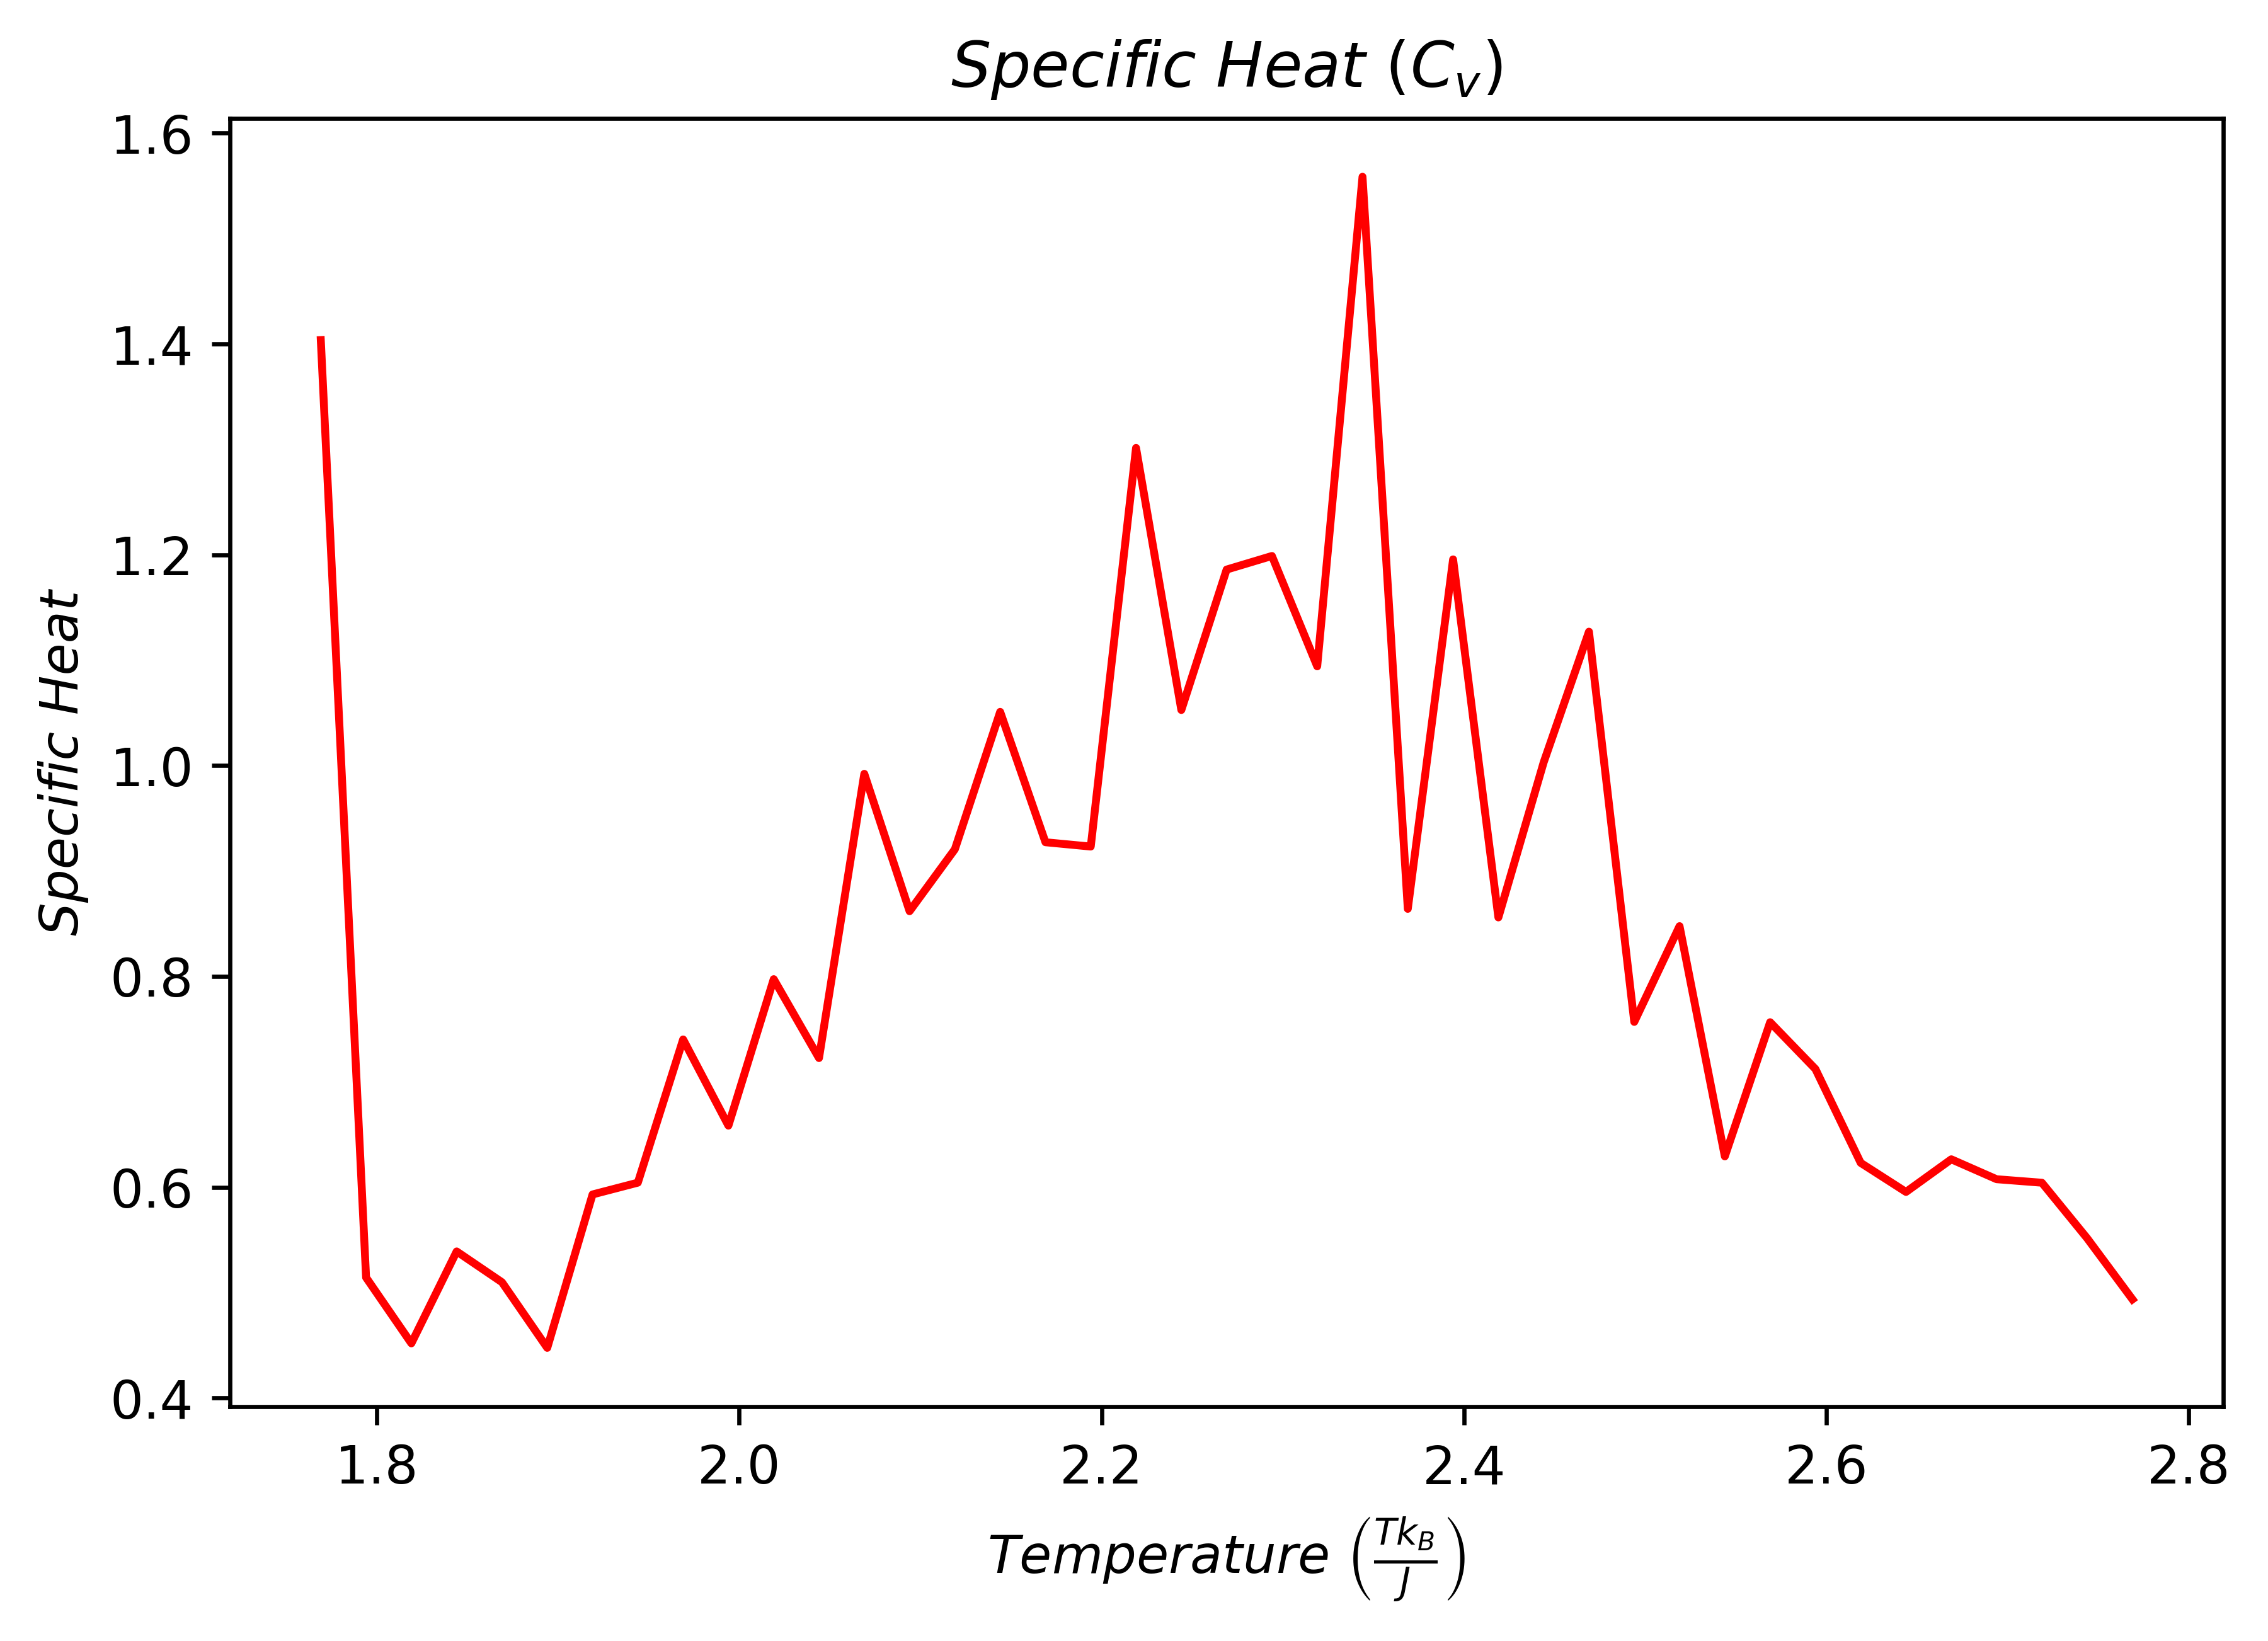 Specific Heat (Cᵥ)
1.6
1.4
1.2
1.0
0.8
0.6
0.4
Specific Heat
1.8 2.0 2.2 2.4 2.6 2.8
Temperature (Tk_B/J)